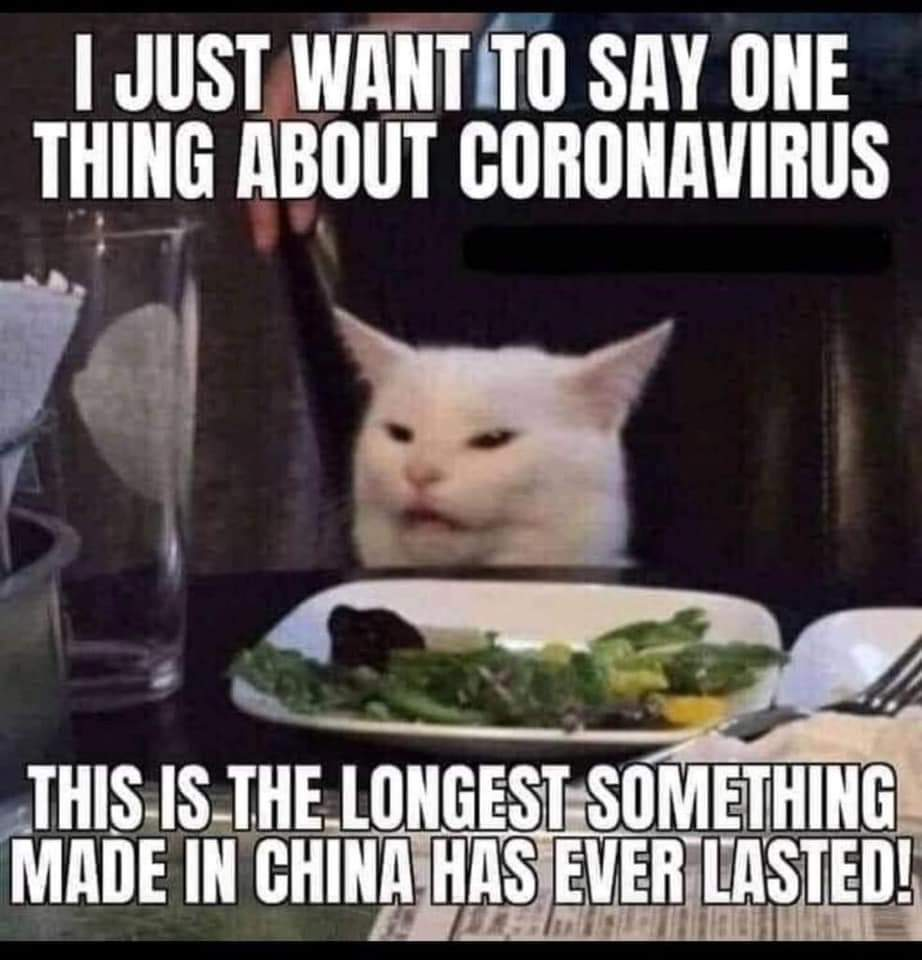 I JUST WANT TO SAY ONE
THING ABOUT CORONAVIRUS
THIS IS THE LONGEST SOMETHING
MADE IN CHINA HAS EVER LASTED!